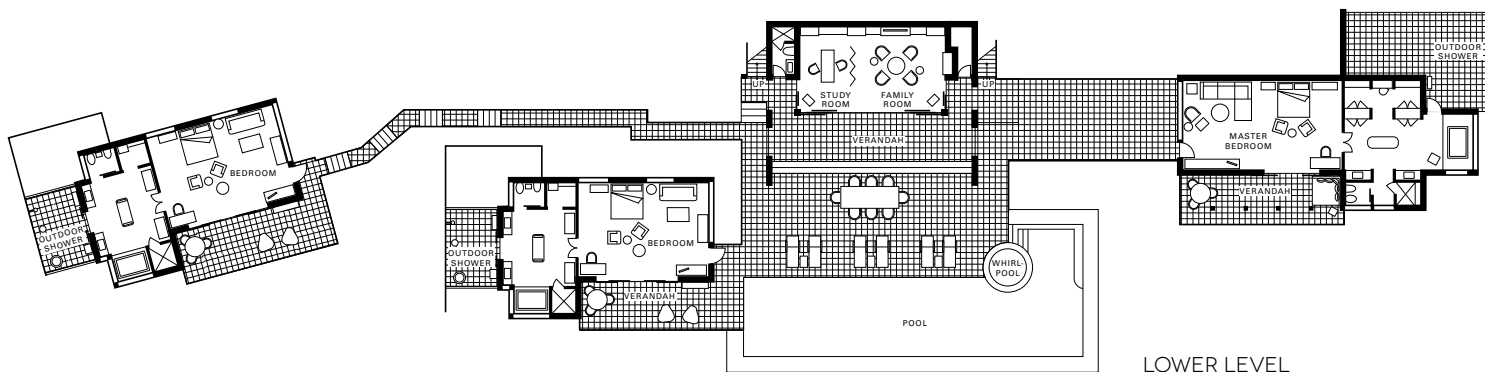 OUTDOOR
SHOWER
BEDROOM
OUTDOOR
SHOWER
BEDROOM
VERANDAH
UP
STUDY
ROOM
FAMILY
ROOM
UP
VERANDAH
WHIRL
POOL
POOL
MASTER
BEDROOM
VERANDAH
OUTDOOR
SHOWER
LOWER LEVEL